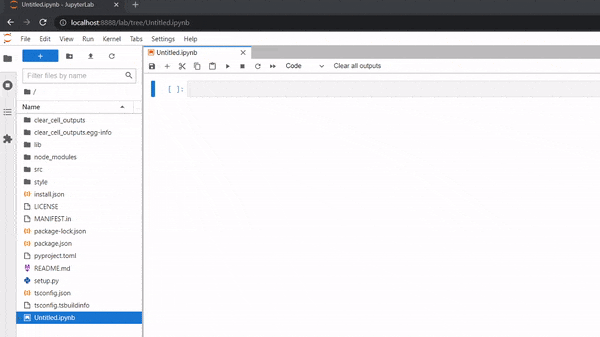 Untitled.ipynb - JupyterLab
localhost:8888/lab/tree/Untitled.ipynb
File Edit View Run Kernel Tabs Settings Help
Untitled.ipynb
Code Clear all outputs
Filter files by name
/
Name
[ ]:
clear_cell_outputs
clear_cell_outputs.egg-info
lib
node_modules
src
style
install.json
LICENSE
MANIFEST.in
package-lock.json
package.json
pyproject.toml
README.md
setup.py
tsconfig.json
tsconfig.tsbuildinfo
Untitled.ipynb